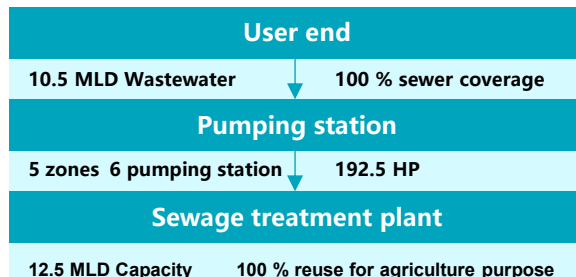 User end
10.5 MLD Wastewater 100 % sewer coverage
Pumping station
5 zones 6 pumping station 192.5 HP
Sewage treatment plant
12.5 MLD Capacity 100 % reuse for agriculture purpose